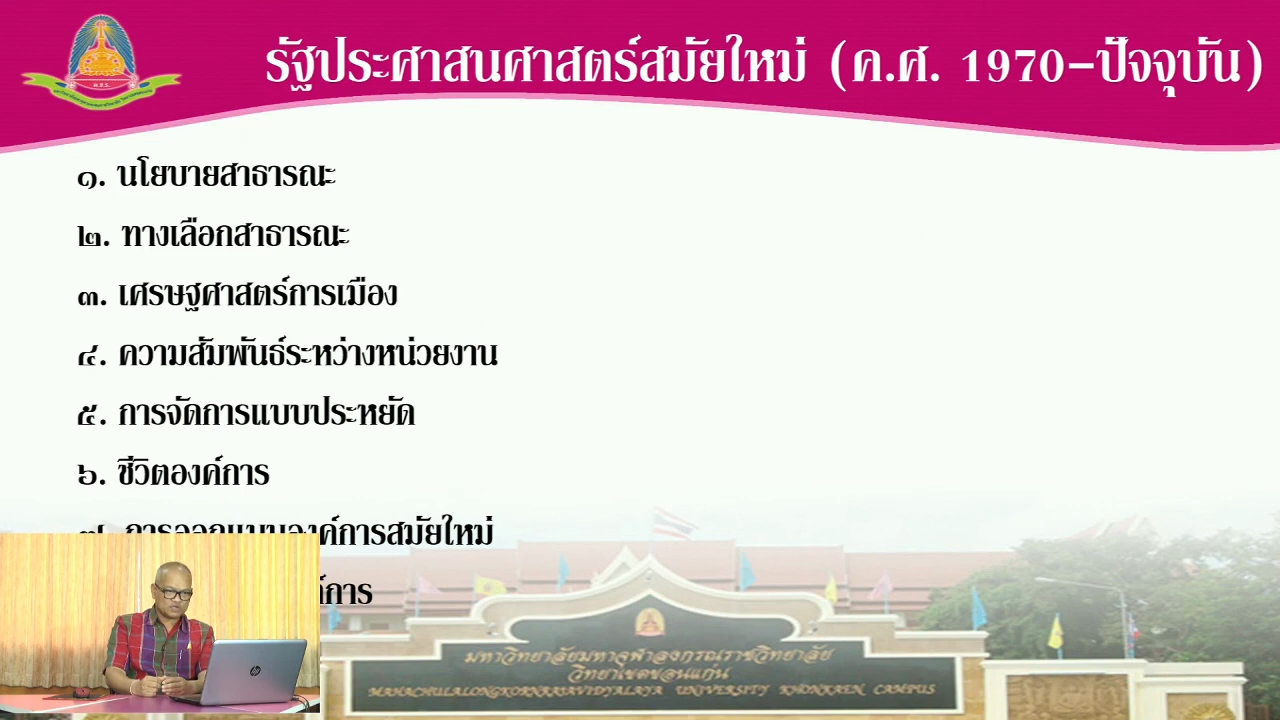 รัฐประศาสนศาสตร์สมัยใหม่ (ค.ศ. 1970-ปัจจุบัน)
๑. นโยบายสาธารณะ
๒. ทางเลือกสาธารณะ
๓. เศรษฐศาสตร์การเมือง
๔. ความสัมพันธ์ระหว่างหน่วยงาน
๕. การจัดการแบบประหยัด
๖. ชีวิตองค์การ
๗. การออกแบบองค์การสมัยใหม่
การ
มหาวิทยาลัยมหาจุฬาลงกรณราชวิทยาลัย
วิทยาเขตขอนแก่น
MAHACHULALONGKORNRAJAVIDYALAYA UNIVERSITY KHONKAEN CAMPUS
hp